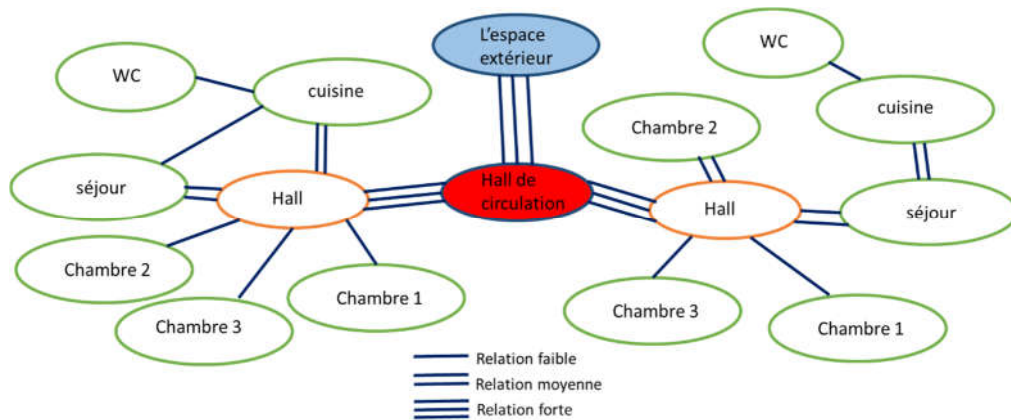 L'espace
extérieur
WC
WC
cuisine
cuisine
Chambre 2
séjour
Hall
Hall de
circulation
Hall
séjour
Chambre 2
Chambre 3
Chambre 1
Chambre 3
Chambre 1
Relation faible
Relation moyenne
Relation forte